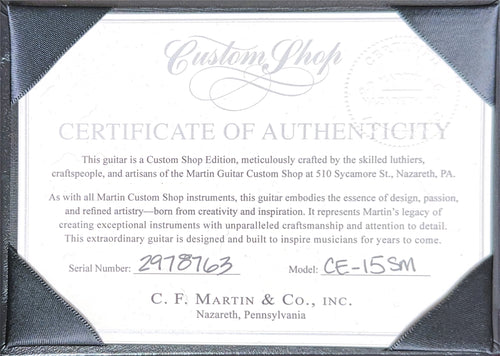 Custom Shop
CERTIFICATE OF AUTHENTICITY
This guitar is a Custom Shop Edition, meticulously crafted by the skilled luthiers,
craftspeople, and artisans of the Martin Guitar Custom Shop at 510 Sycamore St., Nazareth, PA.
As with all Martin Custom Shop instruments, this guitar embodies the essence of design, passion,
and refined artistry—born from creativity and inspiration. It represents Martin's legacy of
creating exceptional instruments with unparalleled craftsmanship and attention to detail.
This extraordinary guitar is designed and built to inspire musicians for years to come.
Serial Number: 2978763 Model: CE-15SM
C. F. MARTIN & CO., INC.
Nazareth, Pennsylvania